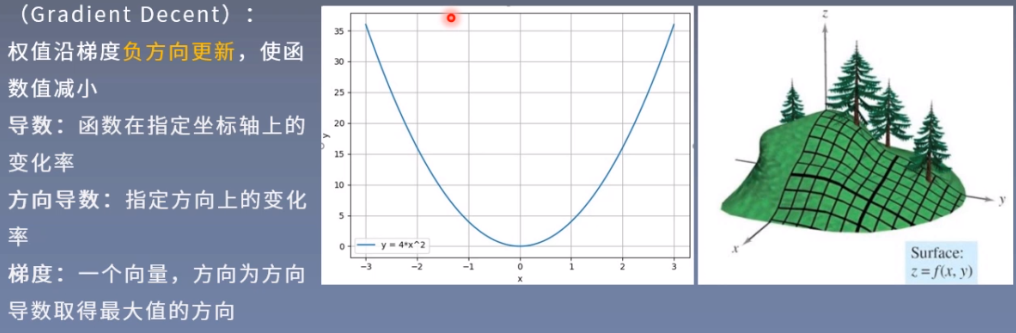 （Gradient Decent）：
权值沿梯度负方向更新，使函
数值减小
导数：函数在指定坐标轴上的
变化率
方向导数：指定方向上的变化
率
梯度：一个向量，方向为方向
导数取得最大值的方向
35
30
25
20
15
10
5
0
y
y = 4*x^2
−3 −2 −1 0 1 2 3
x
z
y
x
Surface:
z = f(x, y)